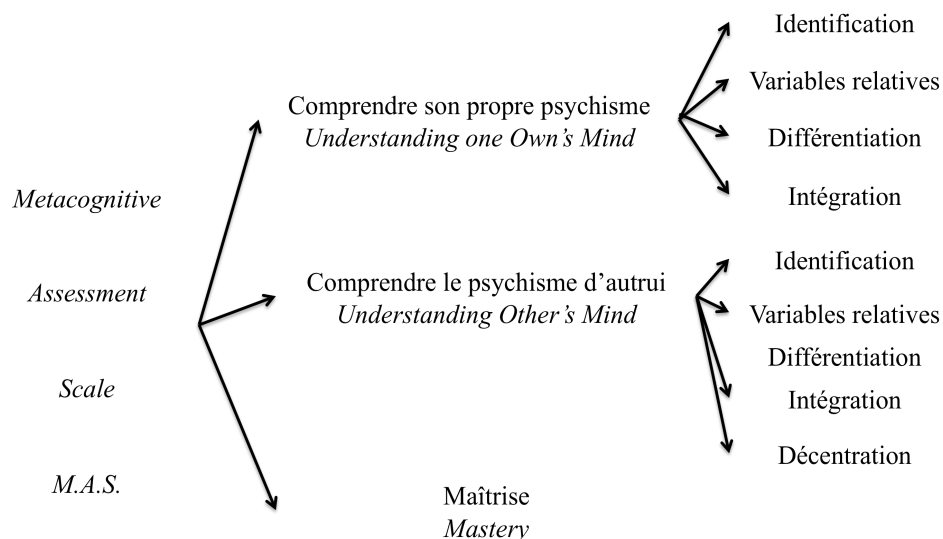 Metacognitive
Assessment
Scale
M.A.S.
Comprendre son propre psychisme
Understanding one Own's Mind
Identification
Variables relatives
Différentiation
Intégration
Comprendre le psychisme d'autrui
Understanding Other's Mind
Identification
Variables relatives
Différentiation
Intégration
Décentration
Maîtrise
Mastery